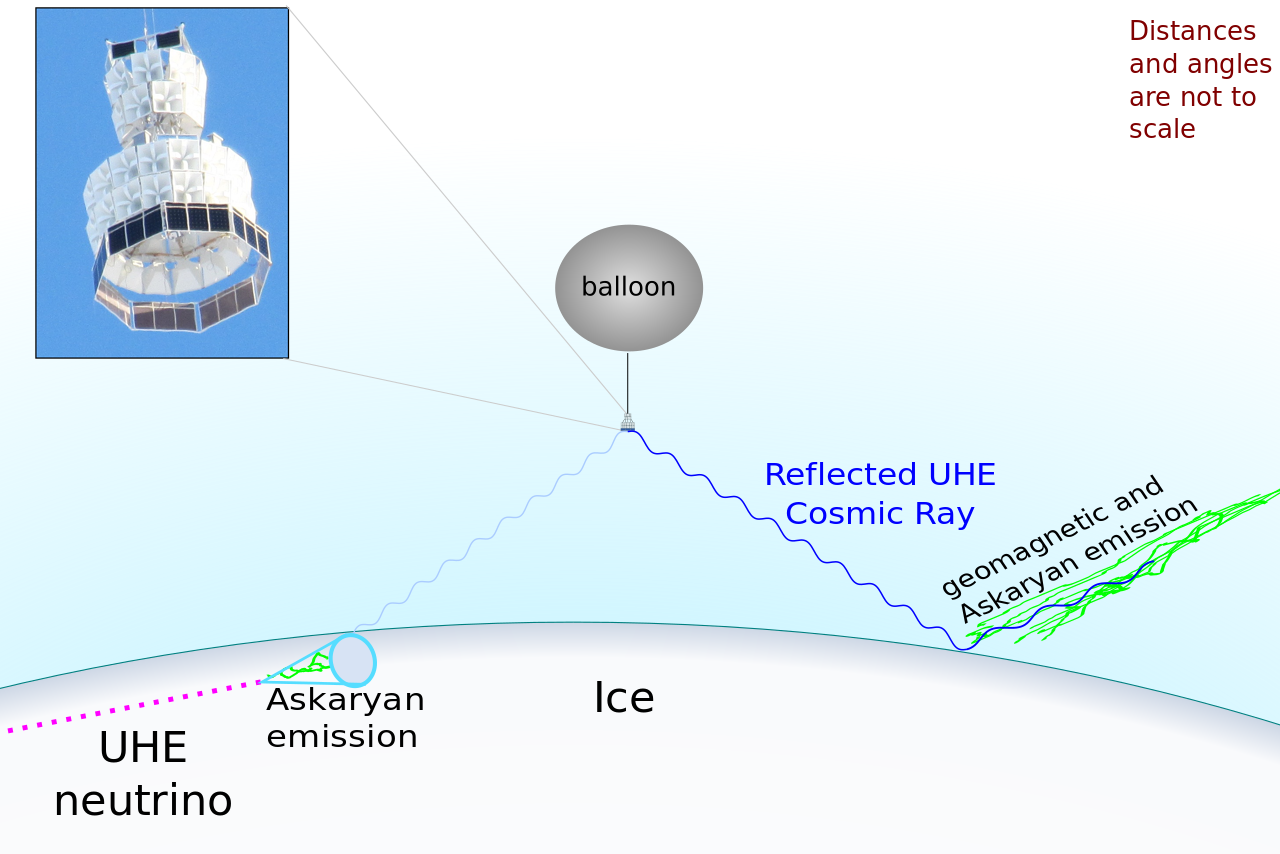 Distances
and angles
are not to
scale
balloon
Reflected UHE
Cosmic Ray
geomagnetic and
Askaryan emission
Askaryan
emission
Ice
UHE
neutrino